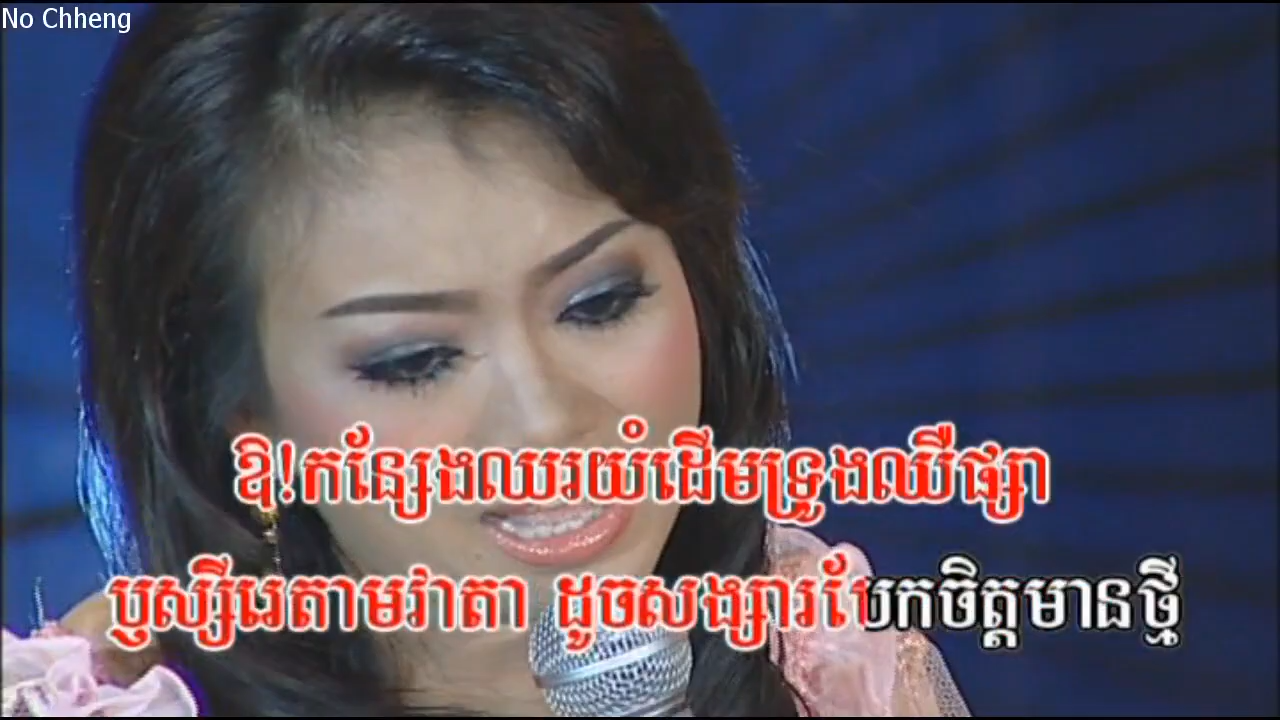 No Chheng
ឱ!កន្សែងឈរយំដើមទ្រូងឈឺផ្សា
ឫស្សីរេតាមវាតា ដូចសង្សារបែកចិត្តមានថ្មី